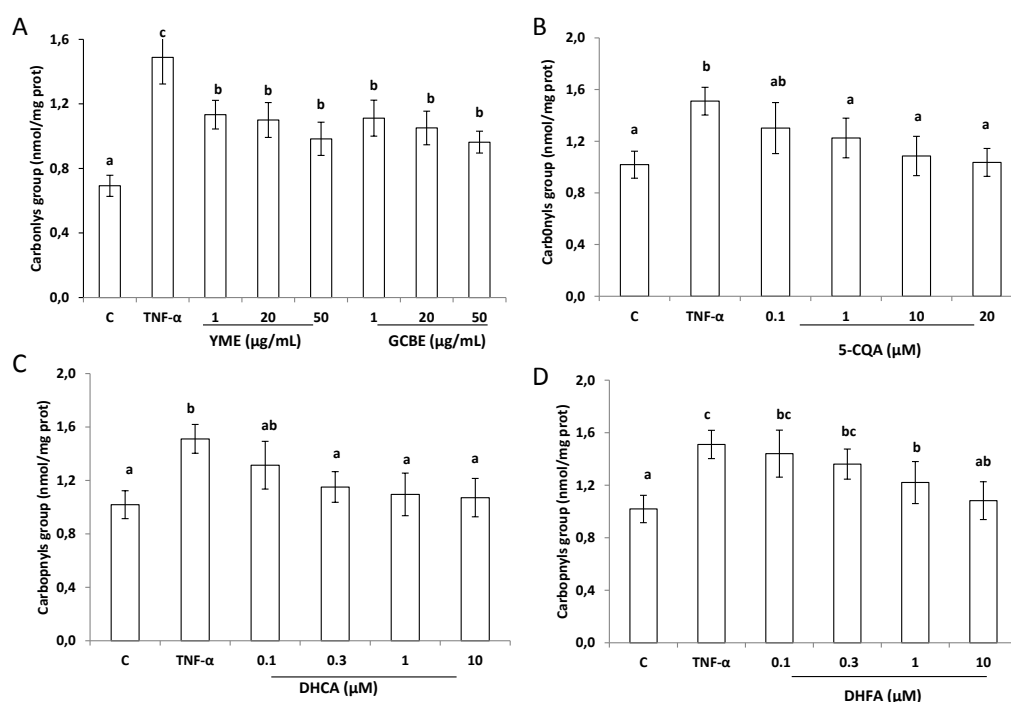 A
Carbonlys group (nmol/mg prot)
1,6
1,2
0,8
0,4
0,0
a
c
b
b
b
b
b
b
C TNF-α 1 20 50 1 20 50
YME (µg/mL) GCBE (µg/mL)
B
Carb0nyls group (nmol/mg prot)
2,0
1,6
1,2
0,8
0,4
0,0
a
b
ab
a
a
a
C TNF-α 0.1 1 10 20
5-CQA (µM)
C
Carbopnyls group (nmol/mg prot)
2,0
1,6
1,2
0,8
0,4
0,0
a
b
ab
a
a
a
C TNF-α 0.1 0.3 1 10
DHCA (µM)
D
Carbopnyls group (nmol/mg prot)
2,0
1,6
1,2
0,8
0,4
0,0
a
c
bc
bc
b
ab
C TNF-α 0.1 0.3 1 10
DHFA (µM)